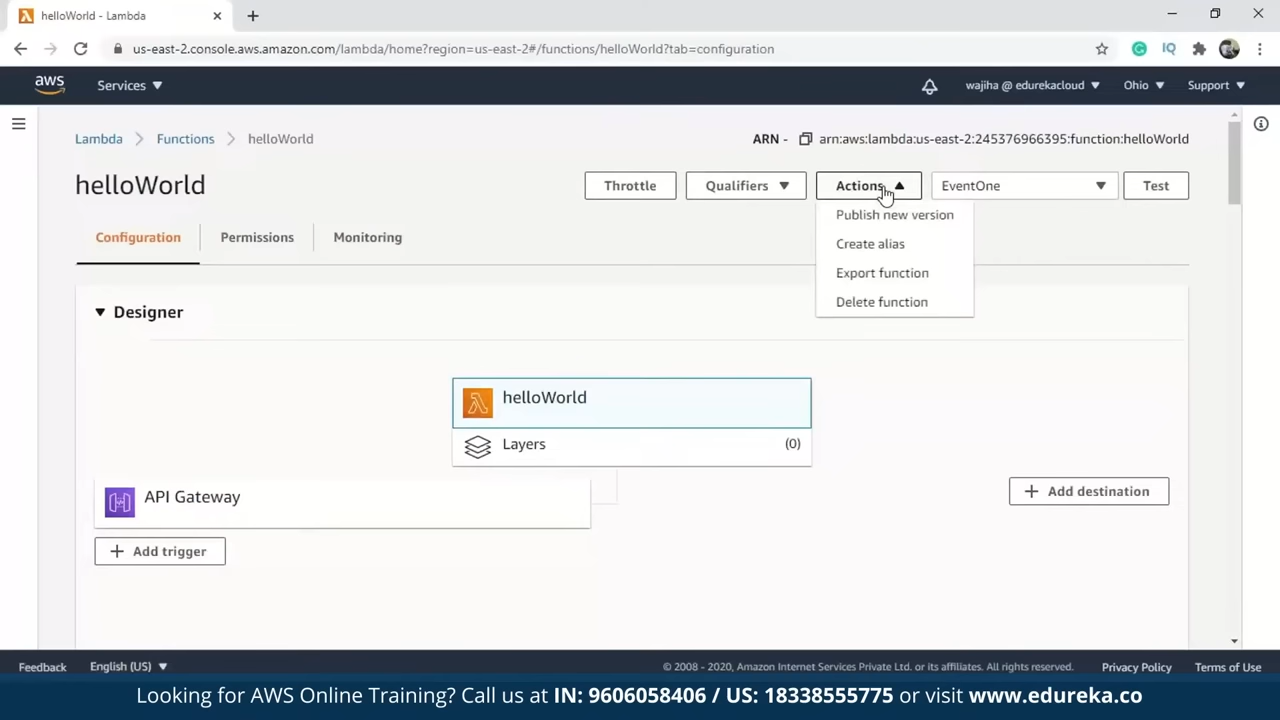 helloWorld - Lambda
us-east-2.console.aws.amazon.com/lambda/home?region=us-east-2#/functions/helloWorld?tab=configuration
IQ
aws Services wajiha @ edurekacloud Ohio Support
Lambda Functions helloWorld ARN - arn:aws:lambda:us-east-2:245376966395:function:helloWorld
helloWorld Throttle Qualifiers Actions EventOne Test
Publish new version
Configuration Permissions Monitoring
Create alias
Export function
Delete function
Designer
helloWorld
Layers (0)
API Gateway
Add destination
Add trigger
Feedback English (US) © 2008 - 2020, Amazon Internet Services Private Ltd. or its affiliates. All rights reserved. Privacy Policy Terms of Use
Looking for AWS Online Training? Call us at IN: 9606058406 / US: 18338555775 or visit www.edureka.co